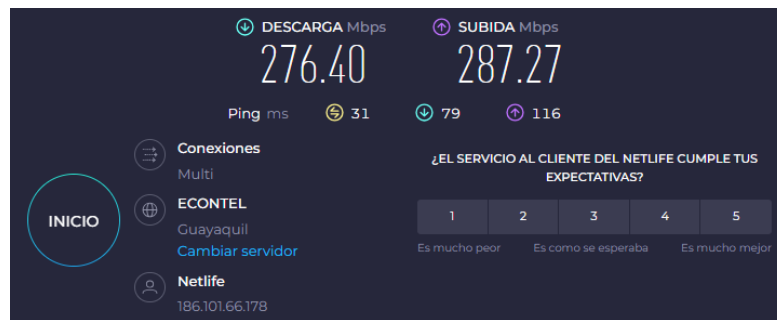 DESCARGA Mbps
276.40
SUBIDA Mbps
287.27
Ping ms 31 79 116
INICIO
Conexiones
Multi
ECONTEL
Guayaquil
Cambiar servidor
Netlife
186.101.66.178
¿EL SERVICIO AL CLIENTE DEL NETLIFE CUMPLE TUS
EXPECTATIVAS?
1 2 3 4 5
Es mucho peor Es como se esperaba Es mucho mejor